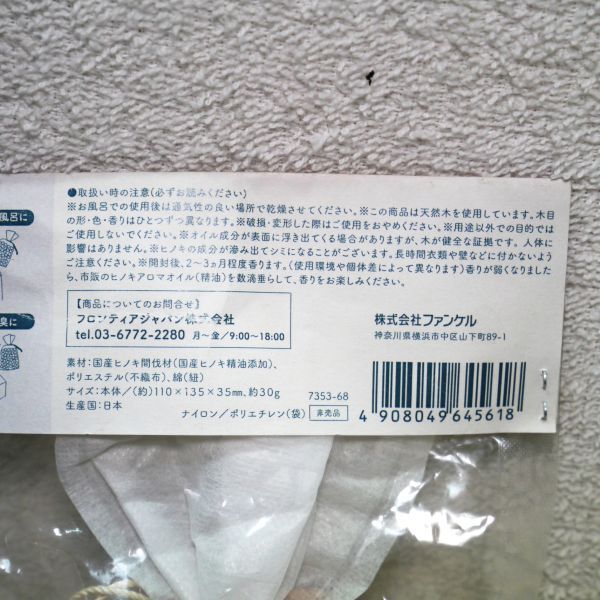 ●取扱い時の注意(必ずお読みください)
風呂に
※お風呂での使用後は通気性の良い場所で乾燥させてください。※この商品は天然木を使用しています。木目
の形・色・香りはひとつずつ異なります。※破損・変形した際はご使用をおやめください。※用途以外での目的では
ご使用しないでください。※オイル成分が表面に浮き出てくる場合がありますが、木が健全な証拠です。人体に
影響はありません。※ヒノキの成分が滲み出てシミになることがございます。長時間衣類や壁などに付かないよう
ご注意ください。※開封後、2～3ヵ月程度香ります。(使用環境や個体差によって異なります)香りが弱くなりました
ら、市販のヒノキアロマオイル(精油)を数滴垂らして、香りをお楽しみください。
臭に
【商品についてのお問合せ】
フロンティアジャパン株式会社
tel.03-6772-2280 月～金/9:00～18:00
株式会社ファンケル
神奈川県横浜市中区山下町89-1
素材:国産ヒノキ間伐材(国産ヒノキ精油添加)、
ポリエステル(不織布)、綿(紐)
サイズ:本体/(約)110×135×35mm、約30g
生産国:日本
ナイロン/ポリエチレン(袋)
7353-68
非売品
4 908049 645618